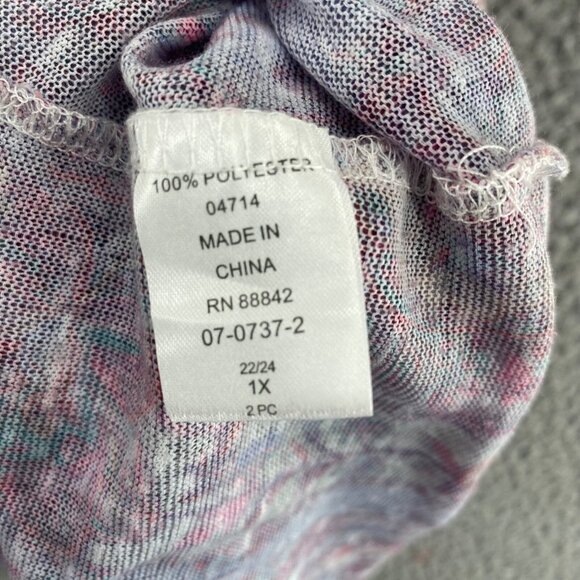 100% POLYESTER
04714
MADE IN
CHINA
RN 88842
07-0737-2
22/24
1X
2 PC